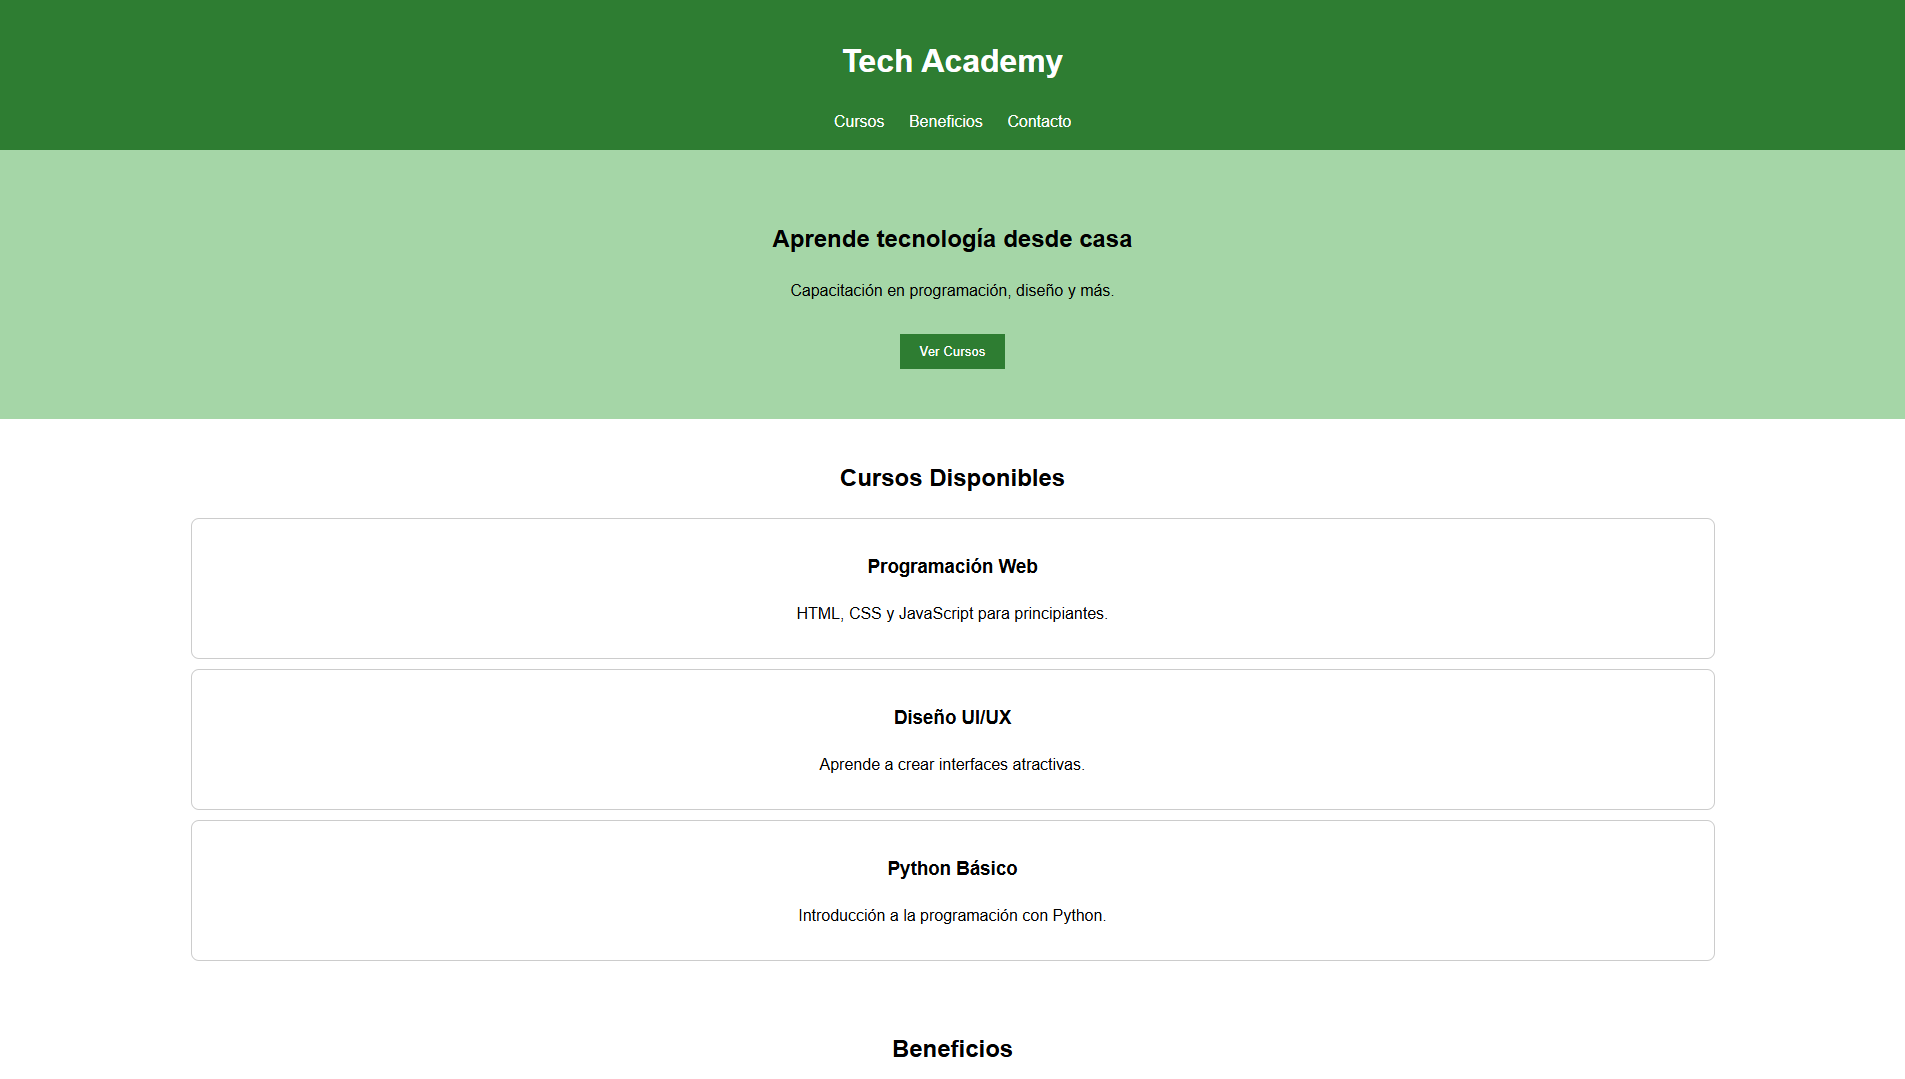 Tech Academy
Cursos Beneficios Contacto
Aprende tecnología desde casa
Capacitación en programación, diseño y más.
Ver Cursos
Cursos Disponibles
Programación Web
HTML, CSS y JavaScript para principiantes.
Diseño UI/UX
Aprende a crear interfaces atractivas.
Python Básico
Introducción a la programación con Python.
Beneficios